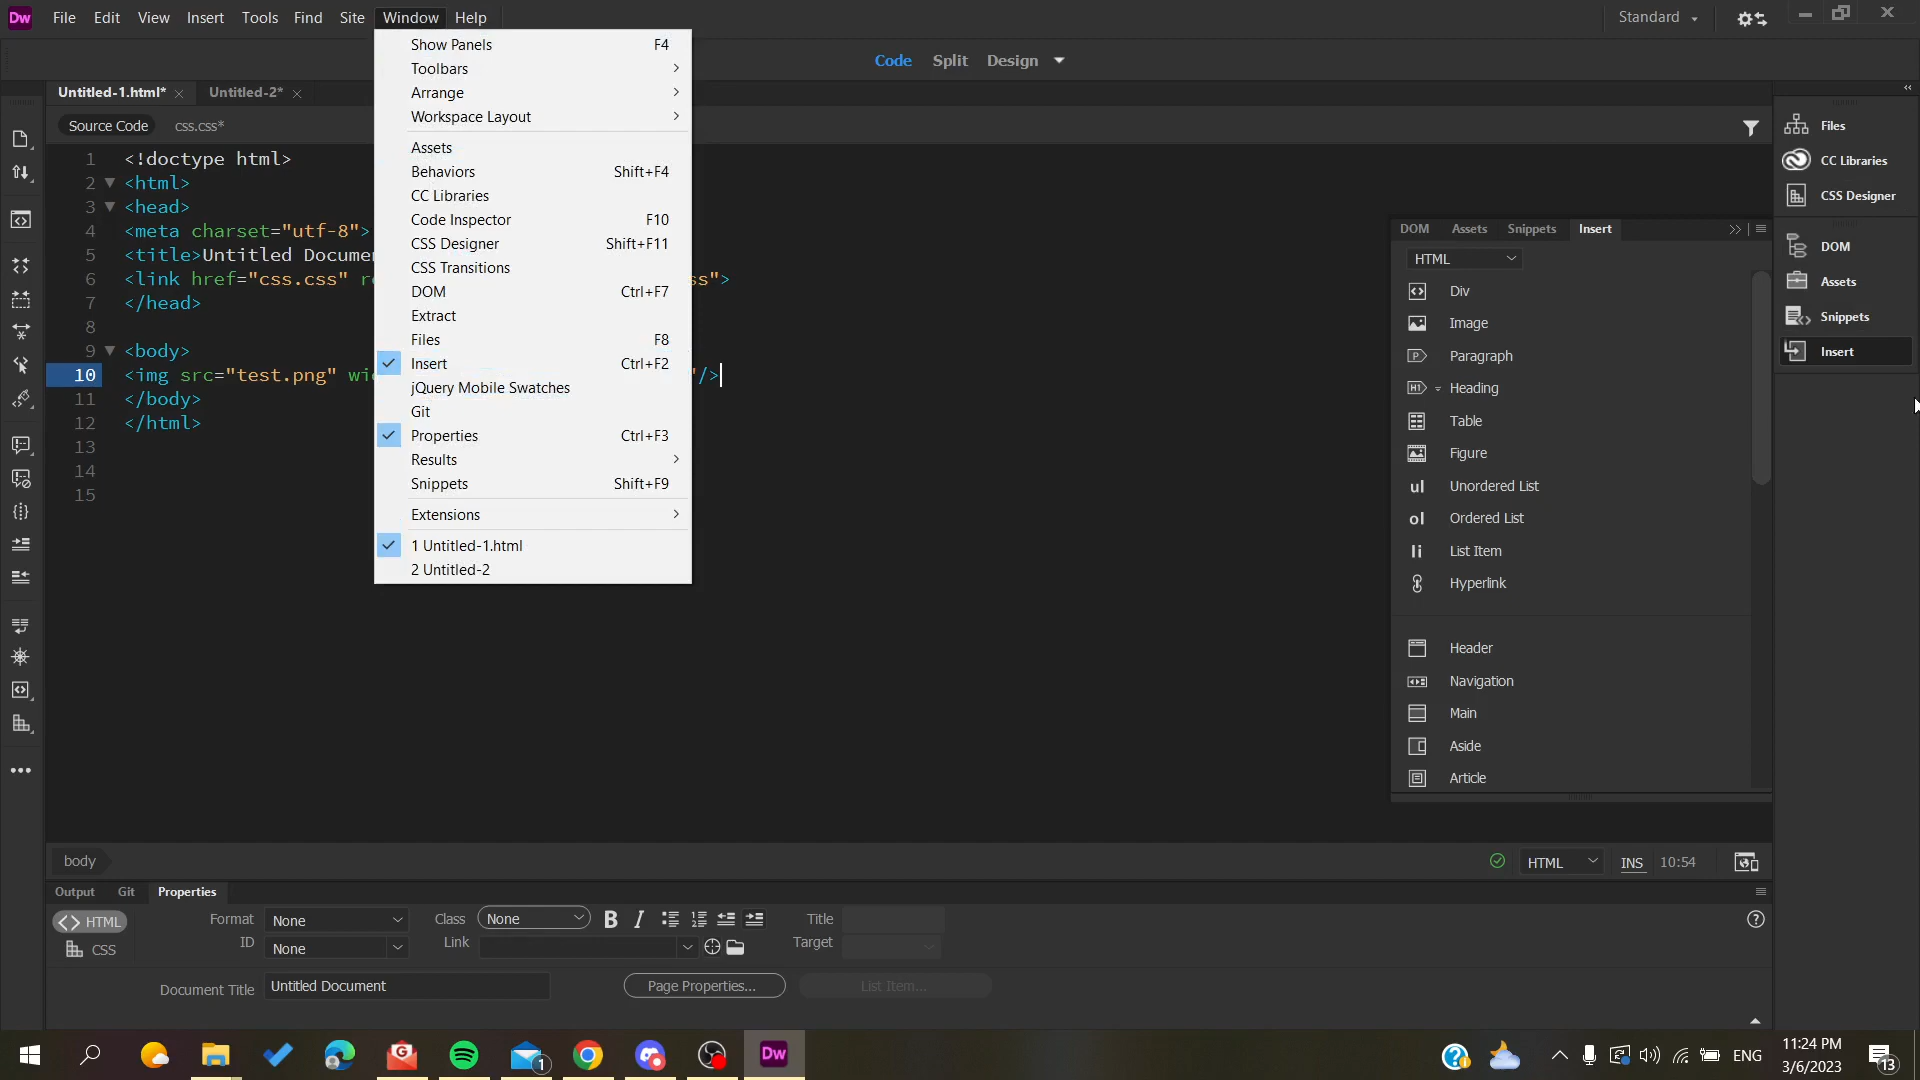 Dw File Edit View Insert Tools Find Site Window Help Standard
Code Split Design
Untitled-1.html* Untitled-2*
Source Code css.css*
Show Panels F4
Toolbars
Arrange
Workspace Layout
Assets
Behaviors Shift+F4
CC Libraries
Code Inspector F10
CSS Designer Shift+F11
CSS Transitions
DOM Ctrl+F7
Extract
Files F8
Insert Ctrl+F2
jQuery Mobile Swatches
Git
Properties Ctrl+F3
Results
Snippets Shift+F9
Extensions
1 Untitled-1.html
2 Untitled-2
1 <!doctype html>
2 <html>
3 <head>
4 <meta charset="utf-8">
5 <title>Untitled Documen
6 <link href="css.css" r ss">
7 </head>
8
9 <body>
10 <img src="test.png" wi "/>
11 </body>
12 </html>
13
14
15
DOM Assets Snippets Insert
HTML
Div
Image
Paragraph
H1 Heading
Table
Figure
ul Unordered List
ol Ordered List
li List Item
Hyperlink
Header
Navigation
Main
Aside
Article
Files
CC Libraries
CSS Designer
DOM
Assets
Snippets
Insert
body HTML INS 10:54
Output Git Properties
HTML Format None Class None B I Title
CSS ID None Link Target
Document Title Untitled Document Page Properties... List Item...
1 Dw ENG 11:24 PM
3/6/2023 13